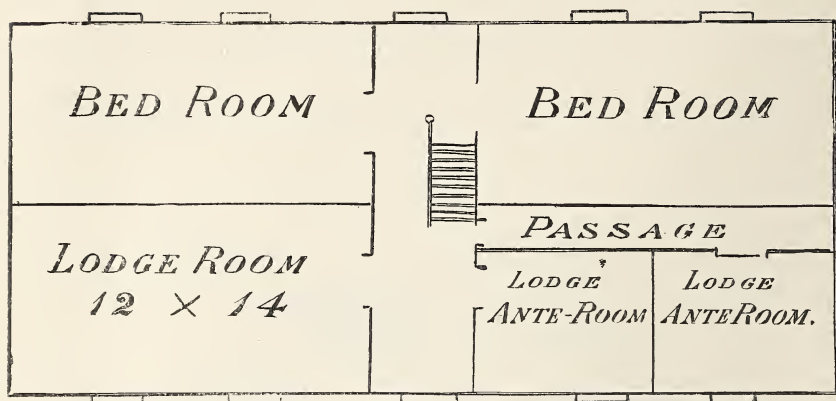 BED ROOM
BED ROOM
PASSAGE
LODGE ROOM
12 × 14
LODGE
ANTE-ROOM
LODGE
ANTEROOM.